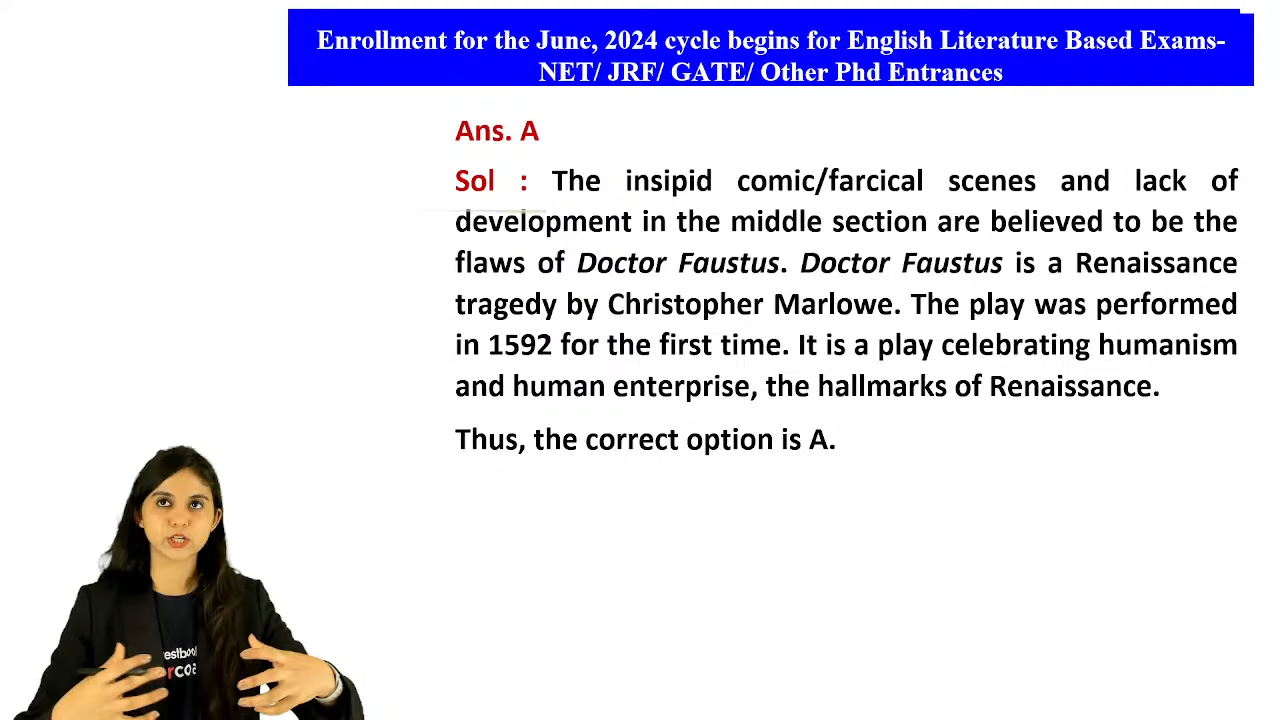 Enrollment for the June, 2024 cycle begins for English Literature Based Exams-
NET/ JRF/ GATE/ Other Phd Entrances
Ans. A
Sol : The insipid comic/farcical scenes and lack of
development in the middle section are believed to be the
flaws of Doctor Faustus. Doctor Faustus is a Renaissance
tragedy by Christopher Marlowe. The play was performed
in 1592 for the first time. It is a play celebrating humanism
and human enterprise, the hallmarks of Renaissance.
Thus, the correct option is A.